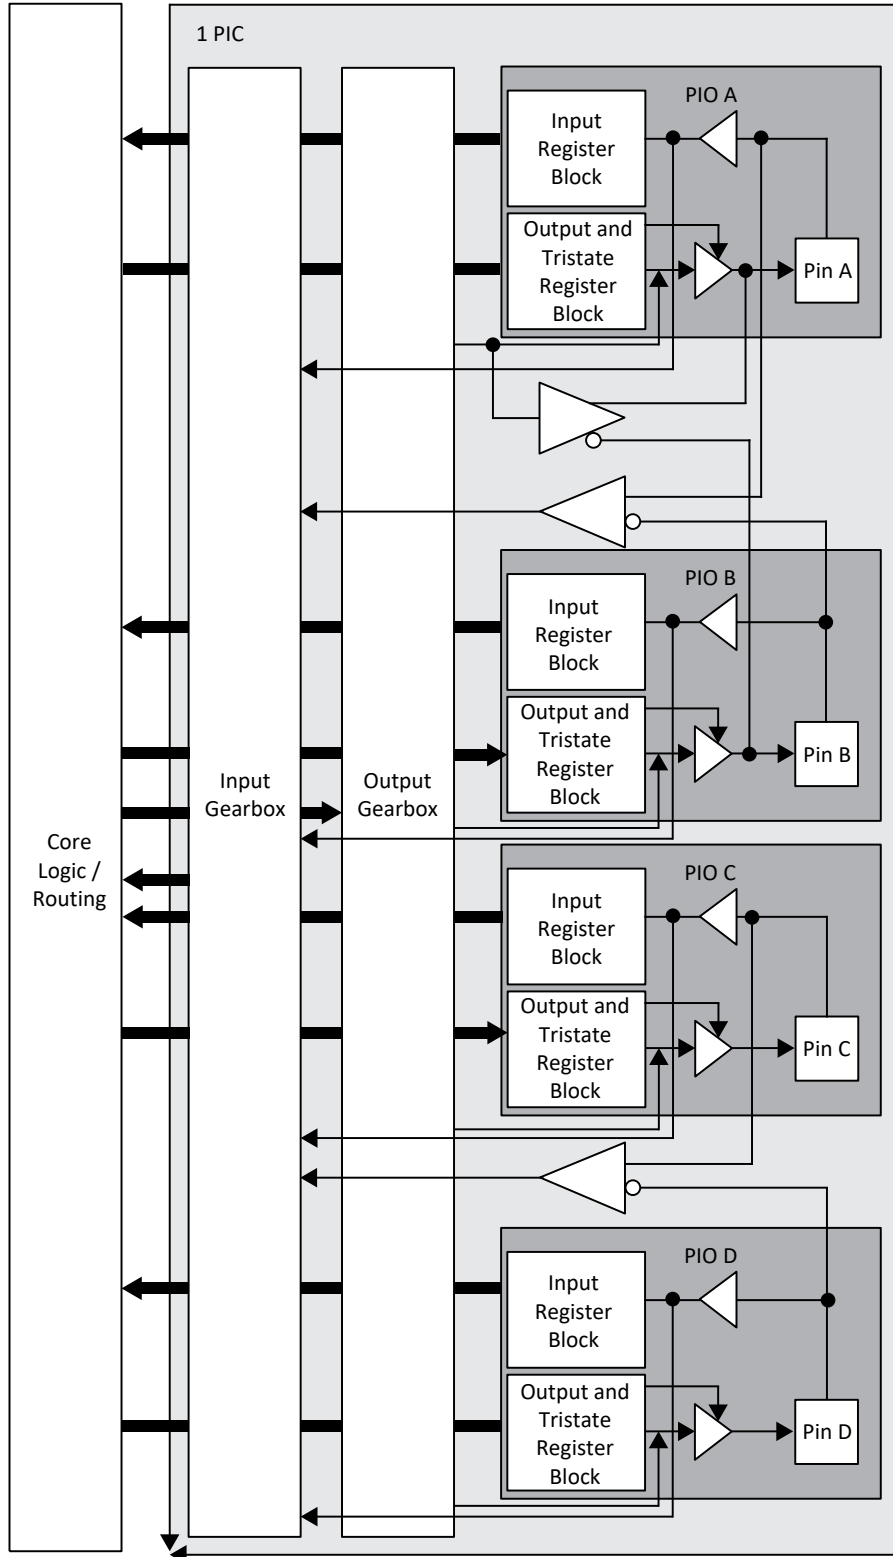 1 PIC
PIO A
Input
Register
Block
Output and
Tristate
Register
Block
Pin A
PIO B
Input
Register
Block
Output and
Tristate
Register
Block
Pin B
Input
Gearbox
Output
Gearbox
Core
Logic /
Routing
PIO C
Input
Register
Block
Output and
Tristate
Register
Block
Pin C
PIO D
Input
Register
Block
Output and
Tristate
Register
Block
Pin D